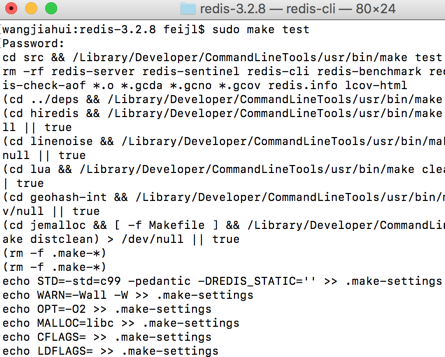 redis-3.2.8 — redis-cli — 80×24
[wangjiahui:redis-3.2.8 feijl$ sudo make test
Password:
cd src && /Library/Developer/CommandLineTools/usr/bin/make test
rm -rf redis-server redis-sentinel redis-cli redis-benchmark red
is-check-aof *.o *.gcda *.gcno *.gcov redis.info lcov-html
(cd ../deps && /Library/Developer/CommandLineTools/usr/bin/make
(cd hiredis && /Library/Developer/CommandLineTools/usr/bin/make
ll || true
(cd linenoise && /Library/Developer/CommandLineTools/usr/bin/mak
null || true
(cd lua && /Library/Developer/CommandLineTools/usr/bin/make clea
| true
(cd geohash-int && /Library/Developer/CommandLineTools/usr/bin/m
v/null || true
(cd jemalloc && [ -f Makefile ] && /Library/Developer/CommandLin
ake distclean) > /dev/null || true
(rm -f .make-*)
(rm -f .make-*)
echo STD=-std=c99 -pedantic -DREDIS_STATIC='' >> .make-settings
echo WARN=-Wall -W >> .make-settings
echo OPT=-O2 >> .make-settings
echo MALLOC=libc >> .make-settings
echo CFLAGS= >> .make-settings
echo LDFLAGS= >> .make-settings